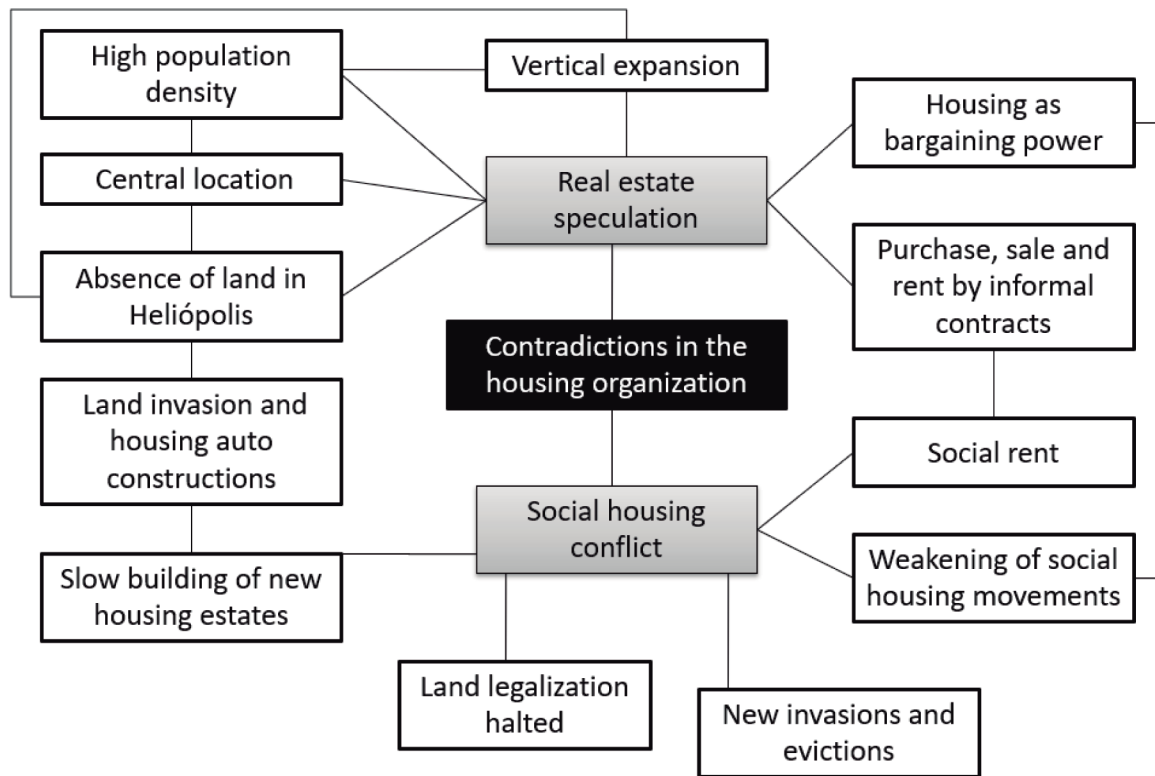 High population
density
Vertical expansion
Housing as
bargaining power
Central location
Real estate
speculation
Absence of land in
Heliópolis
Purchase, sale and
rent by informal
contracts
Contradictions in the
housing organization
Land invasion and
housing auto
constructions
Social rent
Social housing
conflict
Slow building of new
housing estates
Weakening of social
housing movements
Land legalization
halted
New invasions and
evictions